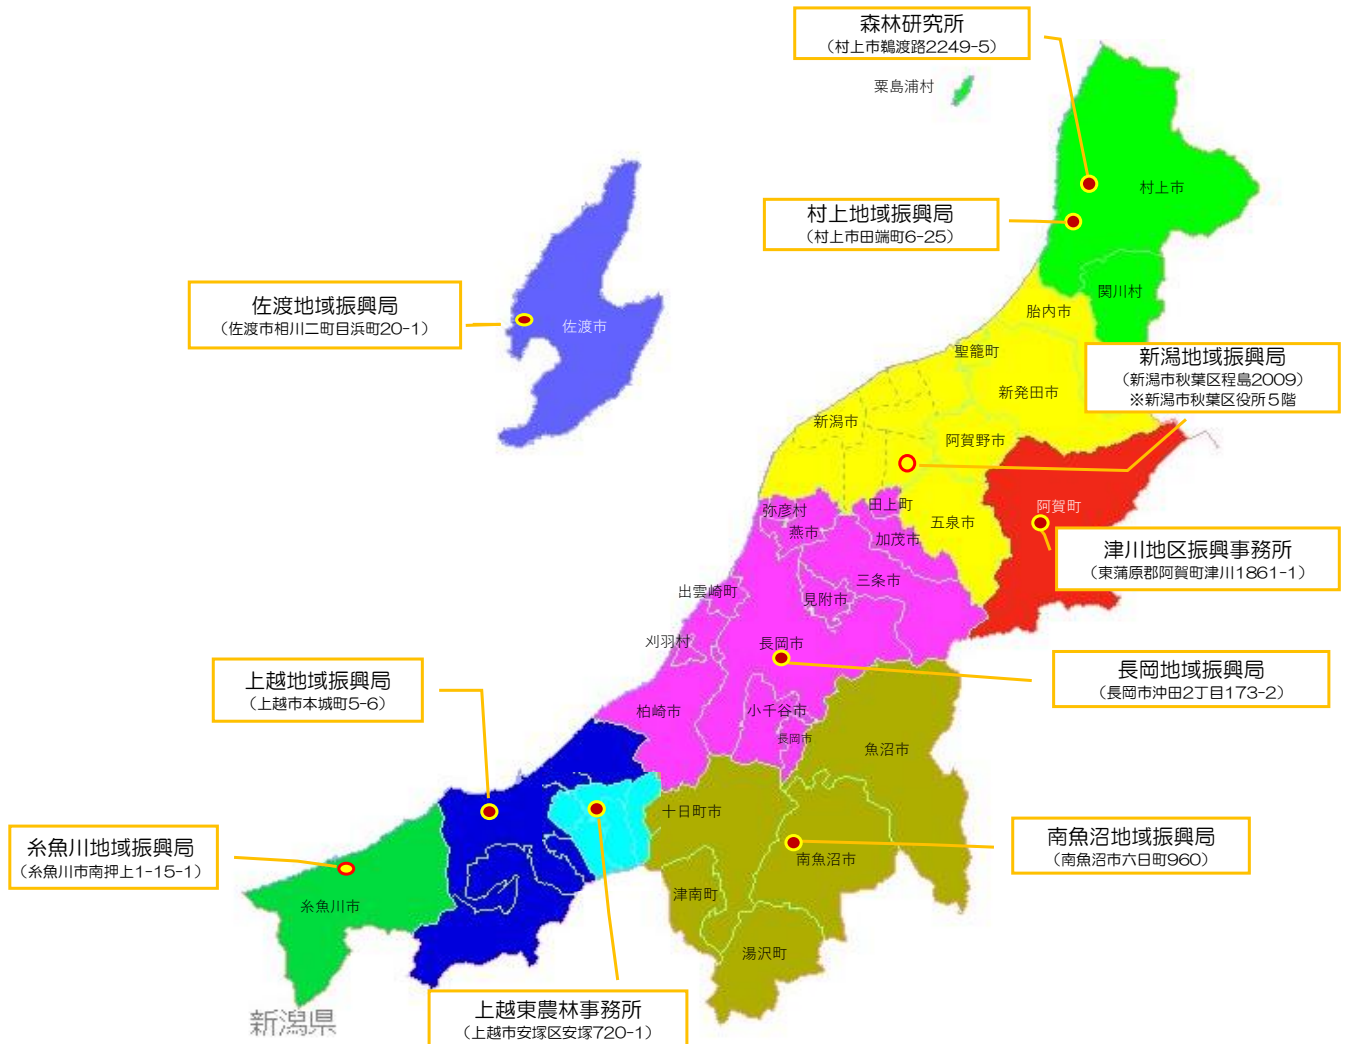 森林研究所
（村上市鵜渡路2249-5）
粟島浦村
村上市
村上地域振興局
（村上市田端町6-25）
関川村
佐渡地域振興局
（佐渡市相川二町目浜町20-1）
佐渡市
胎内市
聖籠町
新潟地域振興局
（新潟市秋葉区程島2009）
※新潟市秋葉区役所５階
新発田市
新潟市
阿賀野市
弥彦村
田上町
阿賀町
燕市
五泉市
加茂市
津川地区振興事務所
（東蒲原郡阿賀町津川1861-1）
三条市
出雲崎町
見附市
刈羽村
長岡市
長岡地域振興局
（長岡市沖田2丁目173-2）
上越地域振興局
（上越市本城町5-6）
柏崎市
小千谷市
長岡市
魚沼市
十日町市
糸魚川地域振興局
（糸魚川市南押上1-15-1）
南魚沼市
南魚沼地域振興局
（南魚沼市六日町960）
糸魚川市
津南町
湯沢町
上越東農林事務所
（上越市安塚区安塚720-1）
新潟県